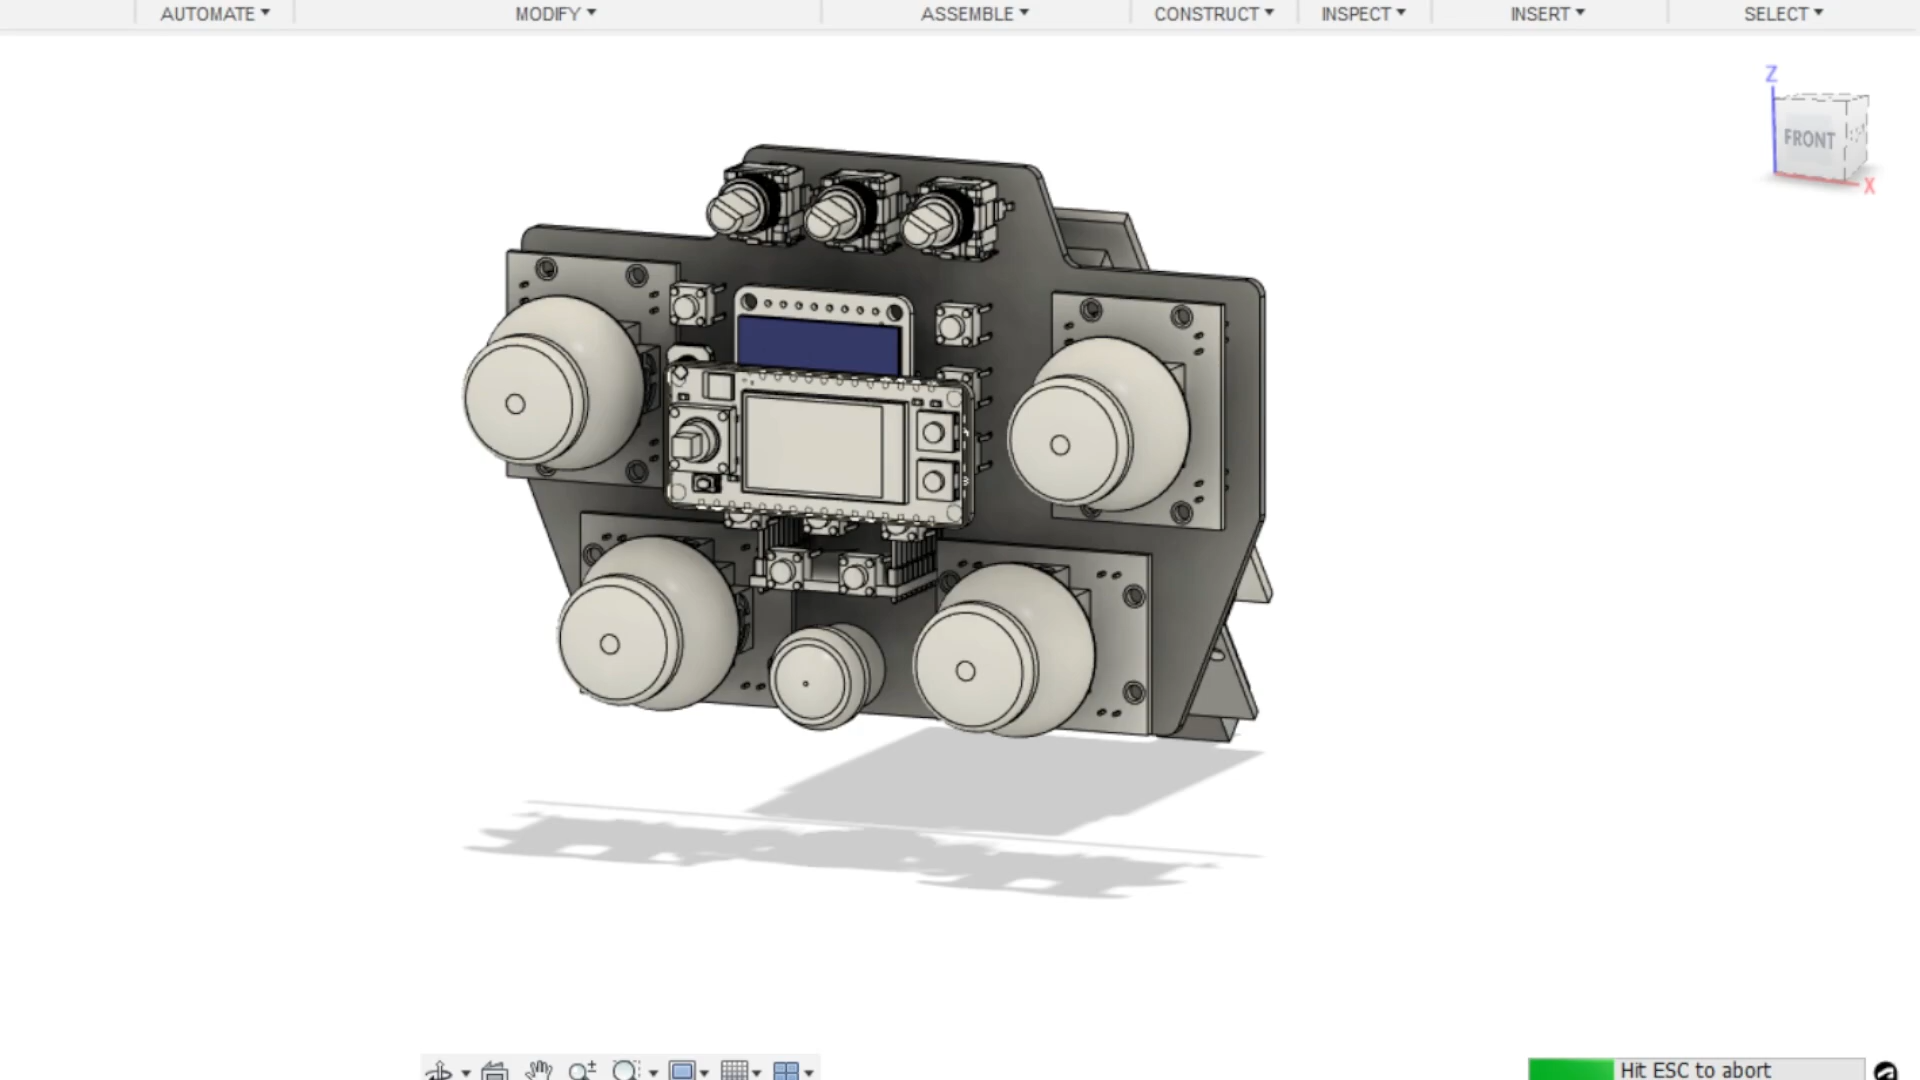 AUTOMATE MODIFY ASSEMBLE CONSTRUCT INSPECT INSERT SELECT
Z
FRONT
X
Hit ESC to abort